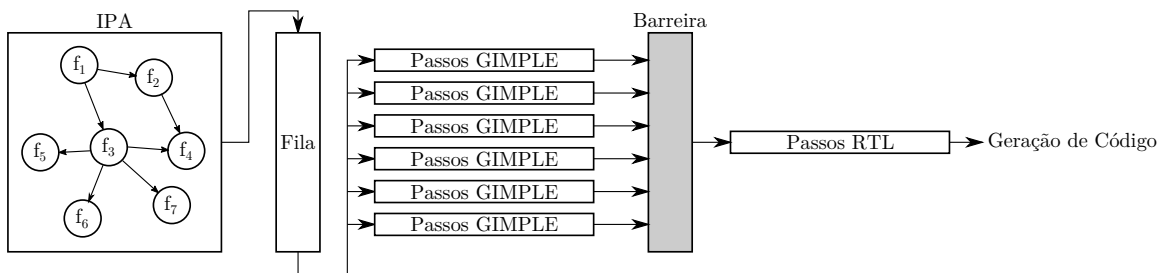 IPA
f1
f2
f3
f4
f5
f6
f7
Fila
Passos GIMPLE
Passos GIMPLE
Passos GIMPLE
Passos GIMPLE
Passos GIMPLE
Passos GIMPLE
Barreira
Passos RTL
Geração de Código